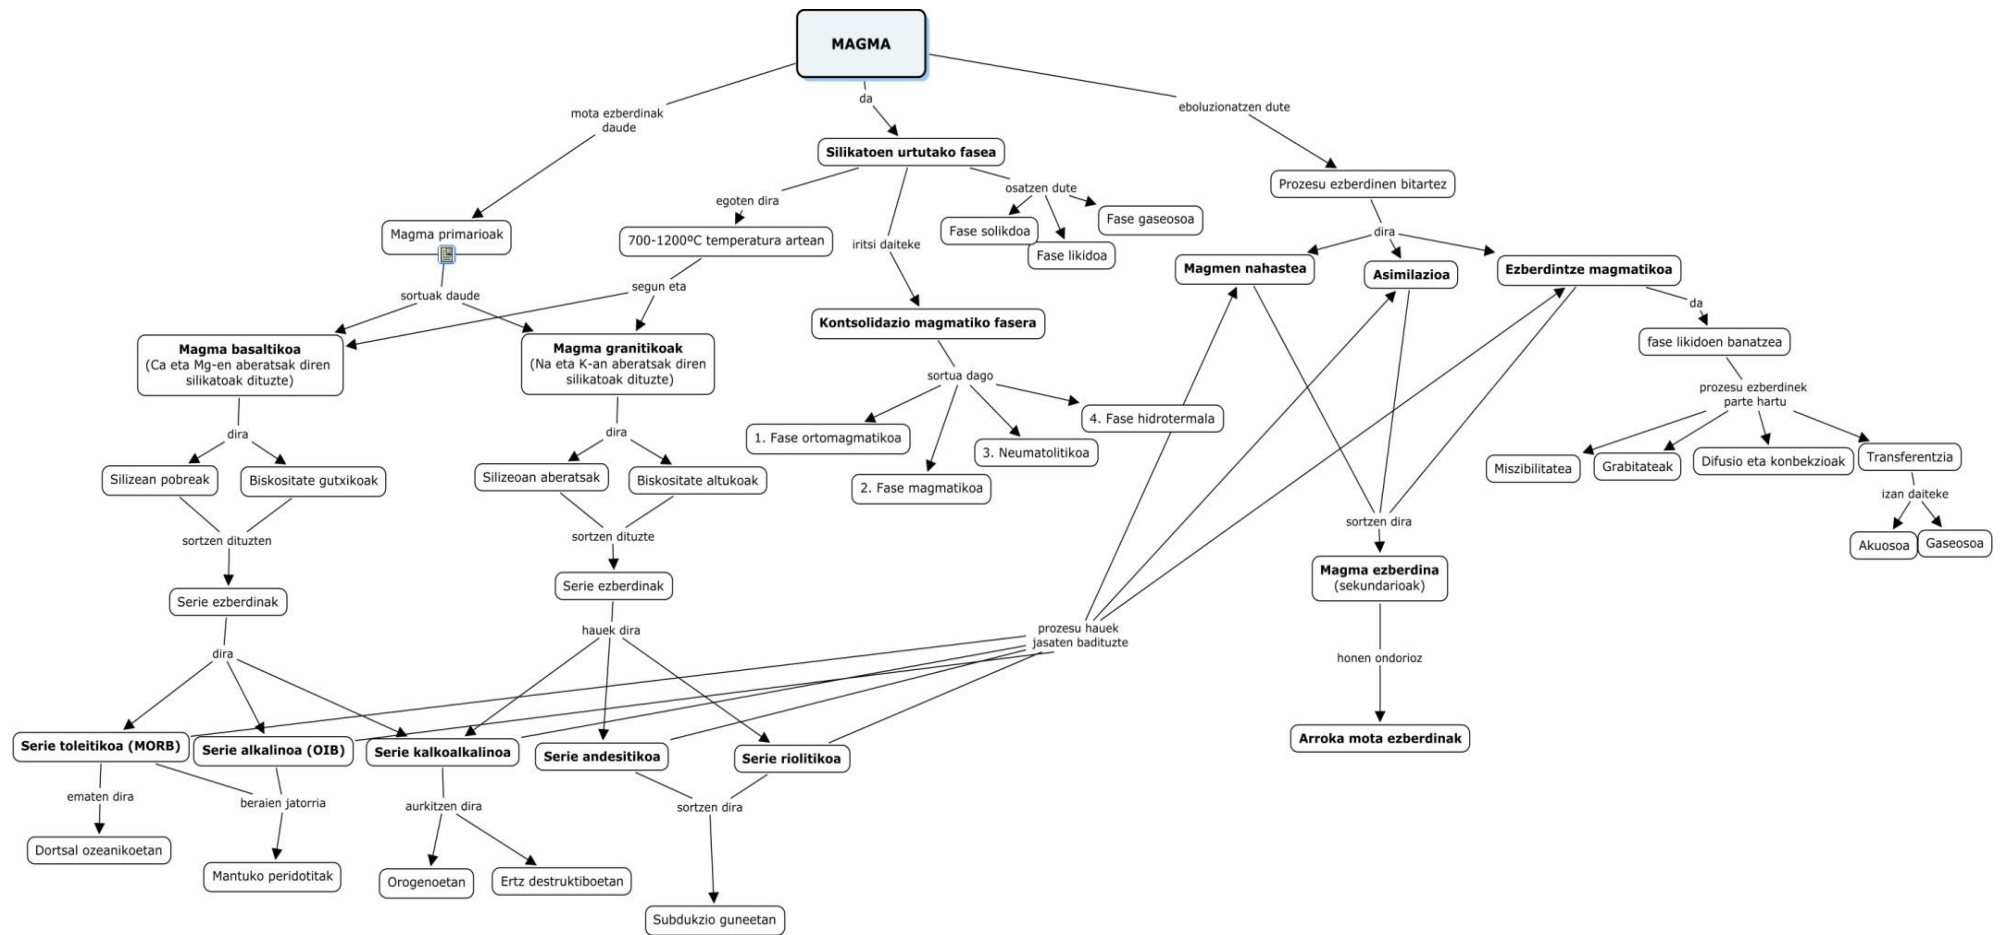 MAGMA
mota ezberdinak
daude
da
eboluzionatzen dute
Silikatoen urtutako fasea
Prozesu ezberdinen bitartez
egoten dira
osatzen dute
Fase gaseosoa
Fase solikdoa
Fase likidoa
Magma primarioak
700-1200ºC temperatura artean
iritsi daiteke
dira
Magmen nahastea
Asimilazioa
Ezberdintze magmatikoa
sortuak daude
segun eta
da
Kontsolidazio magmatiko fasera
fase likidoen banatzea
Magma basaltikoa
(Ca eta Mg-en aberatsak diren
silikatoak dituzte)
Magma granitikoak
(Na eta K-an aberatsak diren
silikatoak dituzte)
sortua dago
prozesu ezberdinek
parte hartu
dira
dira
1. Fase ortomagmatikoa
2. Fase magmatikoa
3. Neumatolitikoa
4. Fase hidrotermala
Miszibilitatea
Grabitateak
Difusio eta konbekzioak
Transferentzia
Silizean pobreak
Biskositate gutxikoak
Silizeoan aberatsak
Biskositate altukoak
izan daiteke
Akuosoa
Gaseosoa
sortzen dituzten
sortzen dituzte
sortzen dira
Serie ezberdinak
Serie ezberdinak
Magma ezberdina
(sekundarioak)
dira
hauek dira
prozesu hauek
jasaten badituzte
honen ondorioz
Serie toleitikoa (MORB)
Serie alkalinoa (OIB)
Serie kalkoalkalinoa
Serie andesitikoa
Serie riolitikoa
Arroka mota ezberdinak
ematen dira
beraien jatorria
aurkitzen dira
sortzen dira
Dortsal ozeanikoetan
Mantuko peridotitak
Orogenoetan
Ertz destruktiboetan
Subdukzio guneetan